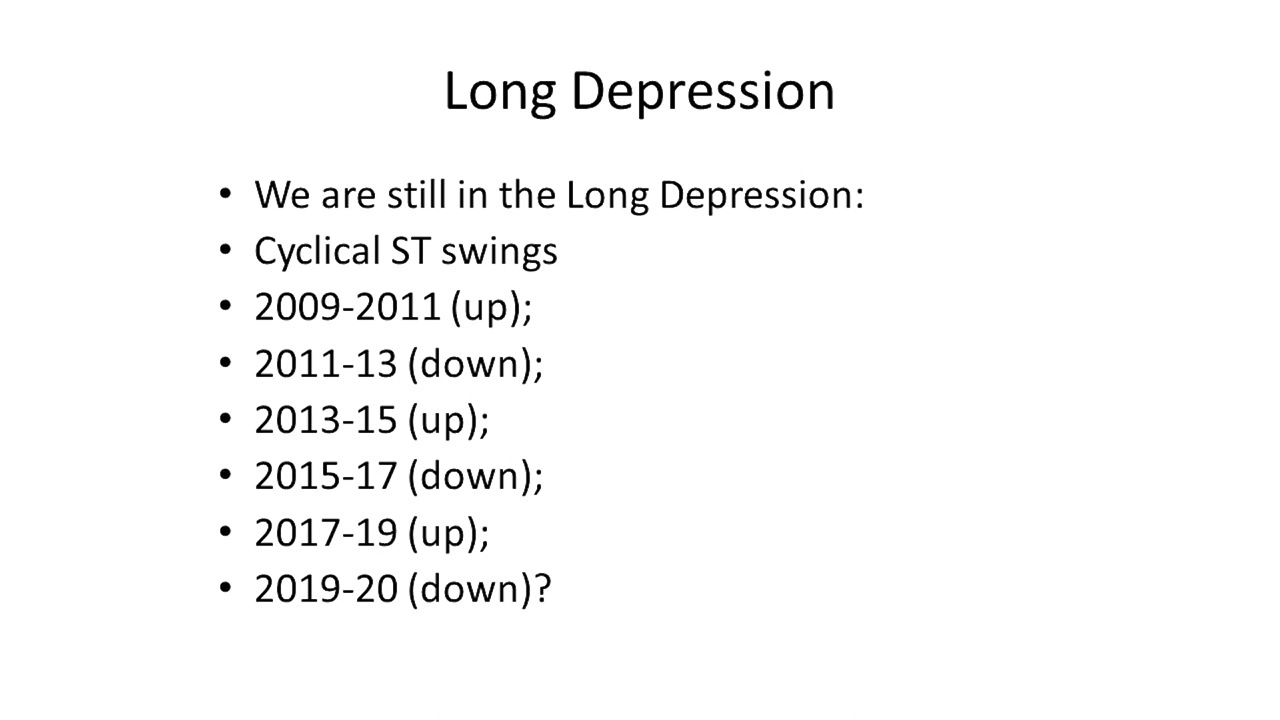 Long Depression
• We are still in the Long Depression:
• Cyclical ST swings
• 2009-2011 (up);
• 2011-13 (down);
• 2013-15 (up);
• 2015-17 (down);
• 2017-19 (up);
• 2019-20 (down)?